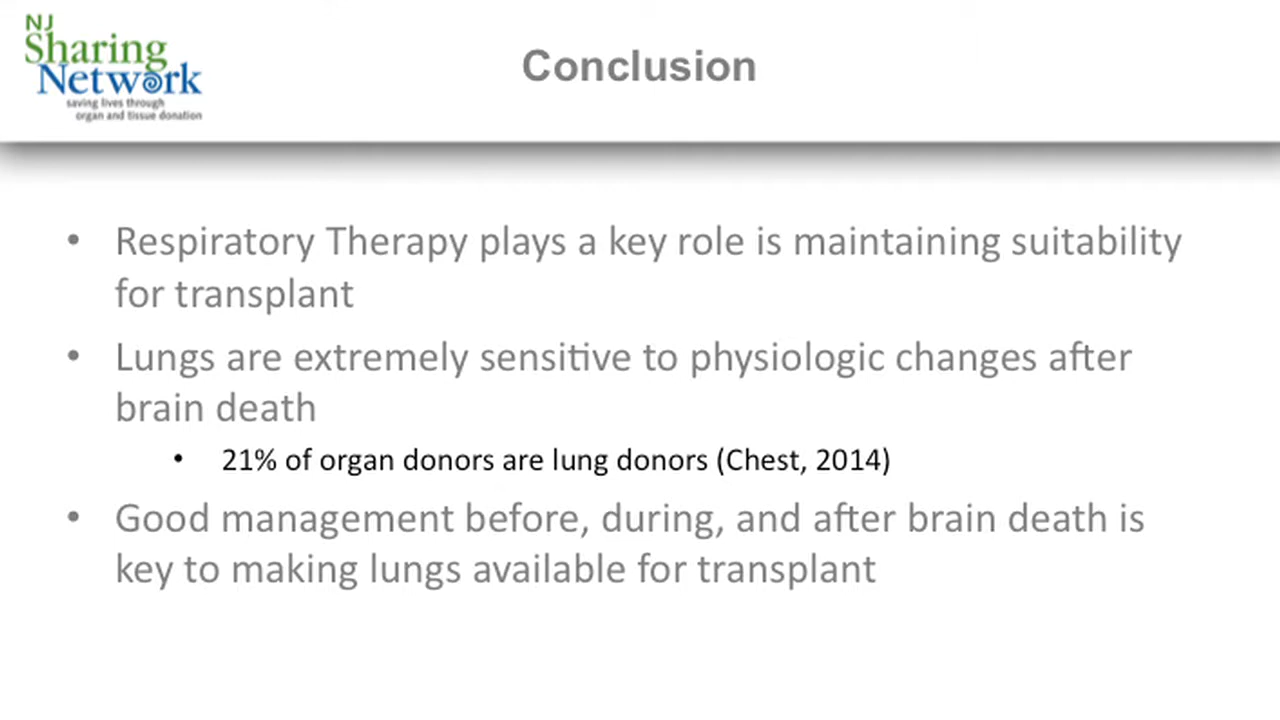 NJ
Sharing
Network
saving lives through
organ and tissue donation
Conclusion
• Respiratory Therapy plays a key role is maintaining suitability
for transplant
• Lungs are extremely sensitive to physiologic changes after
brain death
• 21% of organ donors are lung donors (Chest, 2014)
• Good management before, during, and after brain death is
key to making lungs available for transplant